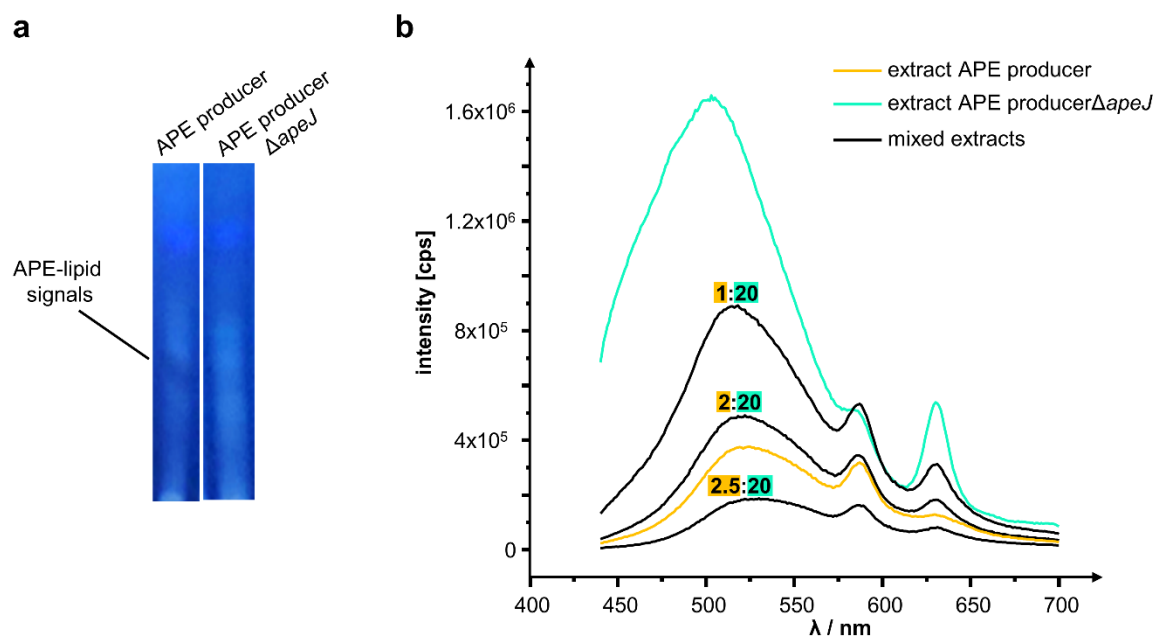 a
APE producer
APE producer
ΔapeJ
APE-lipid
signals
b
extract APE producer
extract APE producerΔapeJ
mixed extracts
intensity [cps]
1.6x10⁶
1.2x10⁶
8x10⁵
4x10⁵
0
1:20
2:20
2.5:20
400 450 500 550 600 650 700
λ / nm